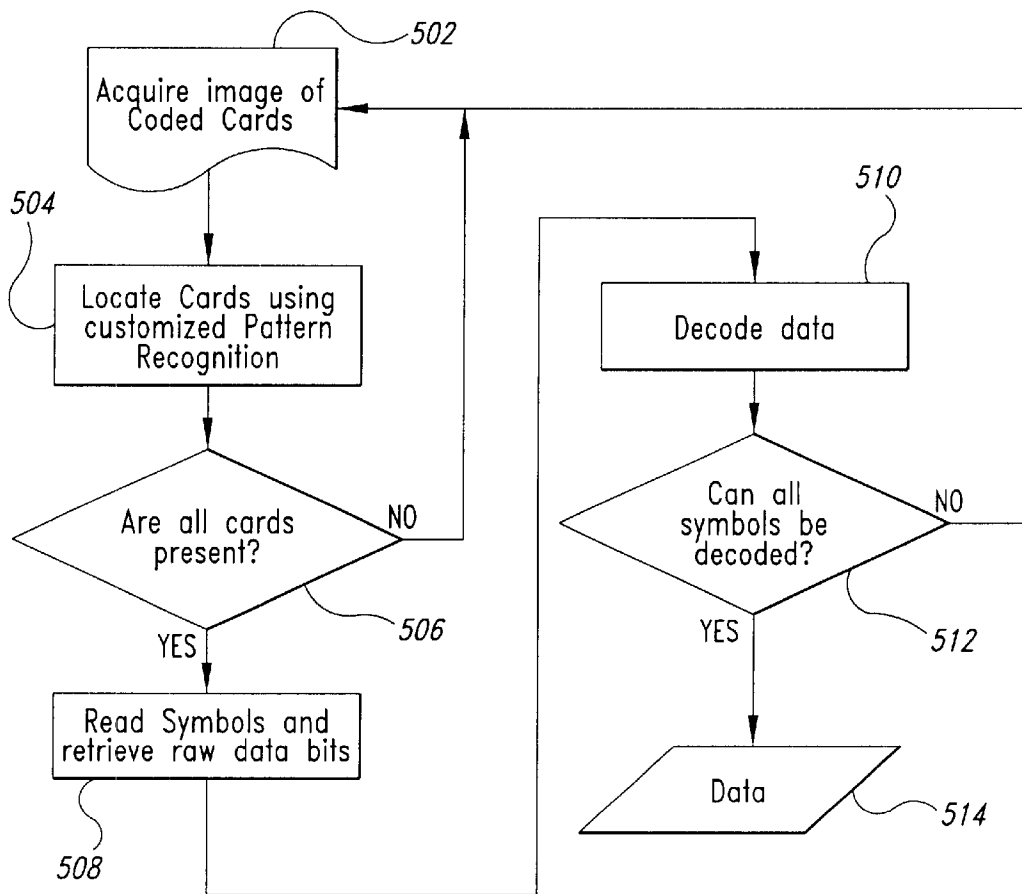 502
Acquire image of
Coded Cards
504
Locate Cards using
customized Pattern
Recognition
Are all cards
present?
NO
506
YES
Read Symbols and
retrieve raw data bits
508
510
Decode data
Can all
symbols be
decoded?
NO
512
YES
Data
514